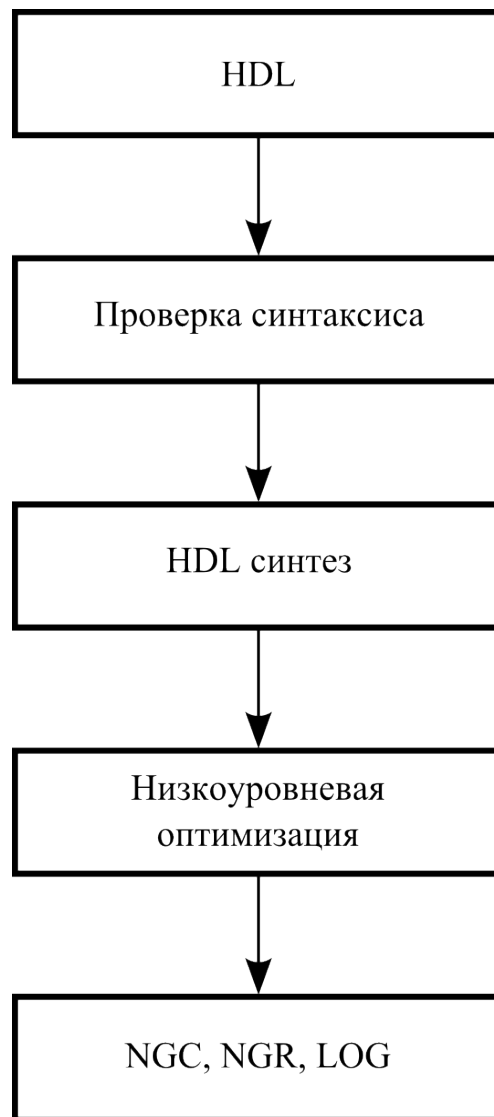 HDL
Проверка синтаксиса
HDL синтез
Низкоуровневая
оптимизация
NGC, NGR, LOG